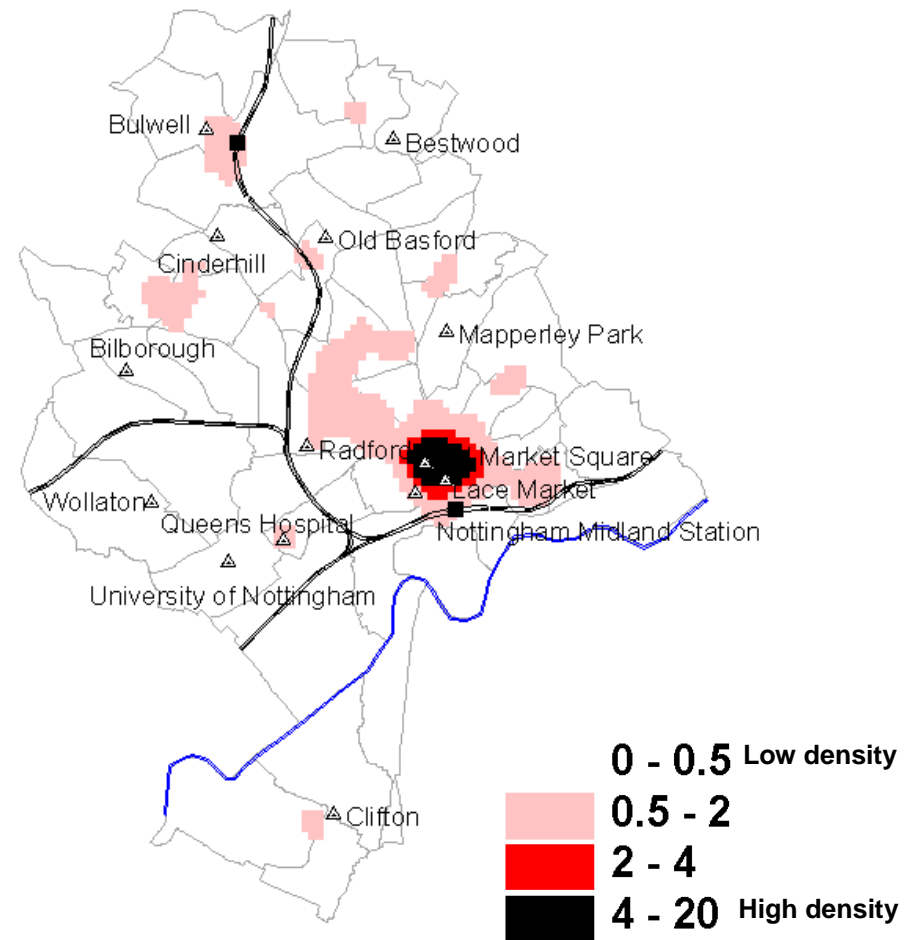 Bulwell
Bestwood
Old Basford
Cinderhill
Mapperley Park
Bilborough
Radford
Market Square
Lace Market
Wollaton
Queens Hospital
Nottingham Midland Station
University of Nottingham
Clifton
0 - 0.5 Low density
0.5 - 2
2 - 4
4 - 20 High density